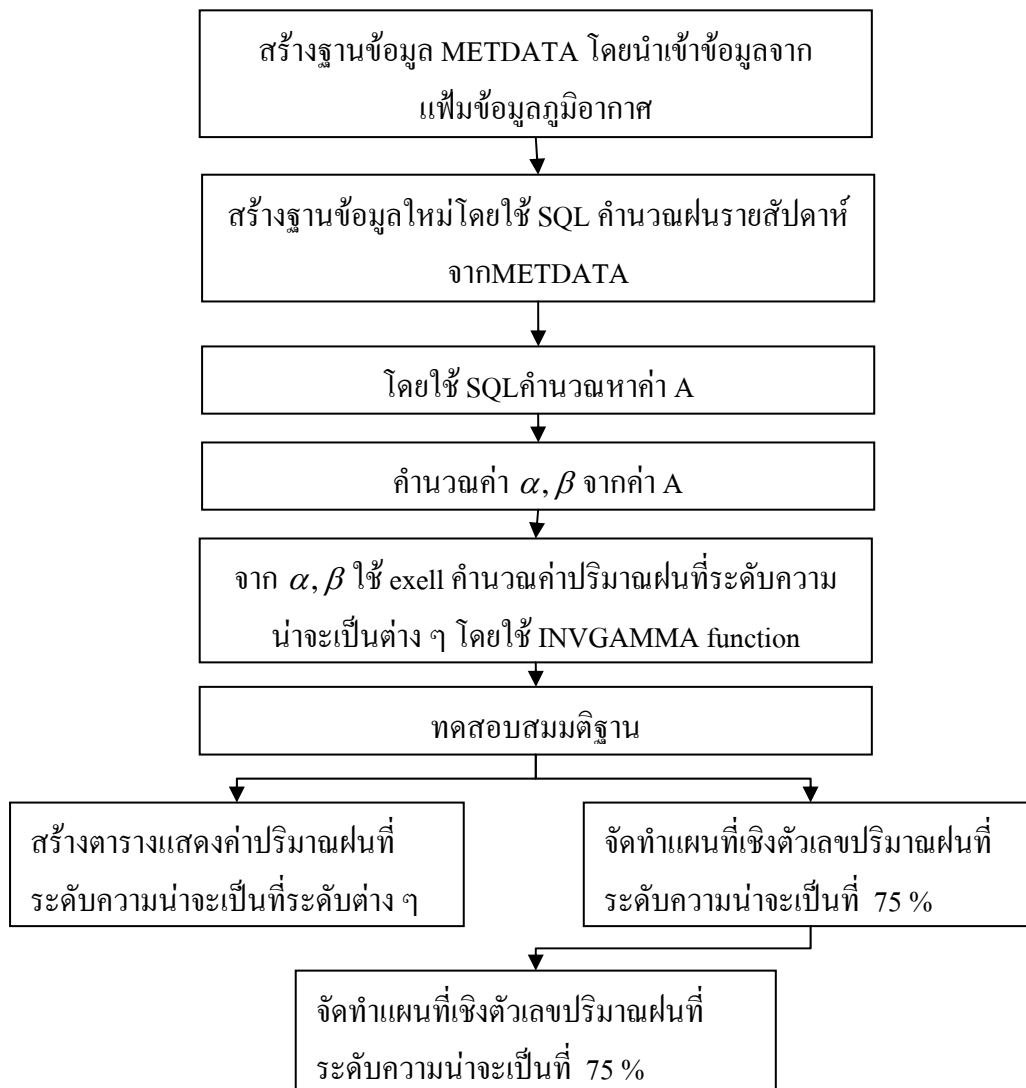 สร้างฐานข้อมูล METDATA โดยนำเข้าข้อมูลจาก
แฟ้มข้อมูลภูมิอากาศ
สร้างฐานข้อมูลใหม่โดยใช้ SQL คำนวณฝนรายสัปดาห์
จากMETDATA
โดยใช้ SQLคำนวณหาค่า A
คำนวณค่า α, β จากค่า A
จาก α, β ใช้ exell คำนวณค่าปริมาณฝนที่ระดับความ
น่าจะเป็นต่าง ๆ โดยใช้ INVGAMMA function
ทดสอบสมมติฐาน
สร้างตารางแสดงค่าปริมาณฝนที่
ระดับความน่าจะเป็นที่ระดับต่าง ๆ
จัดทำแผนที่เชิงตัวเลขปริมาณฝนที่
ระดับความน่าจะเป็นที่ 75 %
จัดทำแผนที่เชิงตัวเลขปริมาณฝนที่
ระดับความน่าจะเป็นที่ 75 %